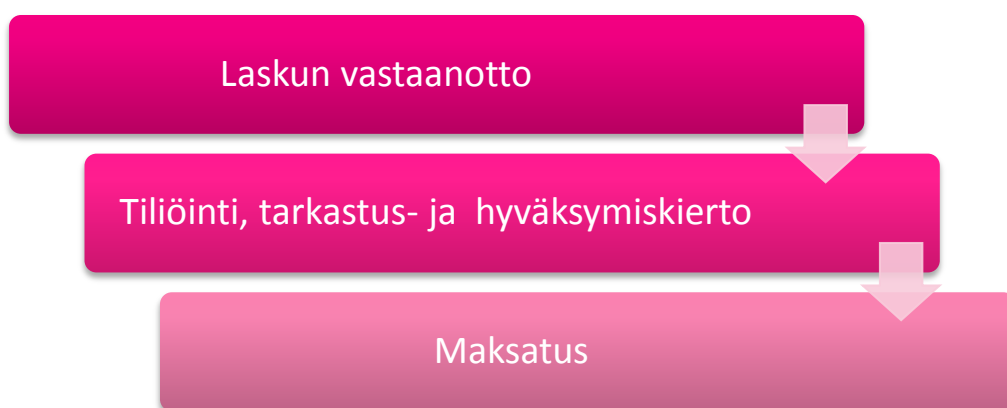 Laskun vastaanotto
Tiliöinti, tarkastus- ja hyväksymiskierto
Maksatus